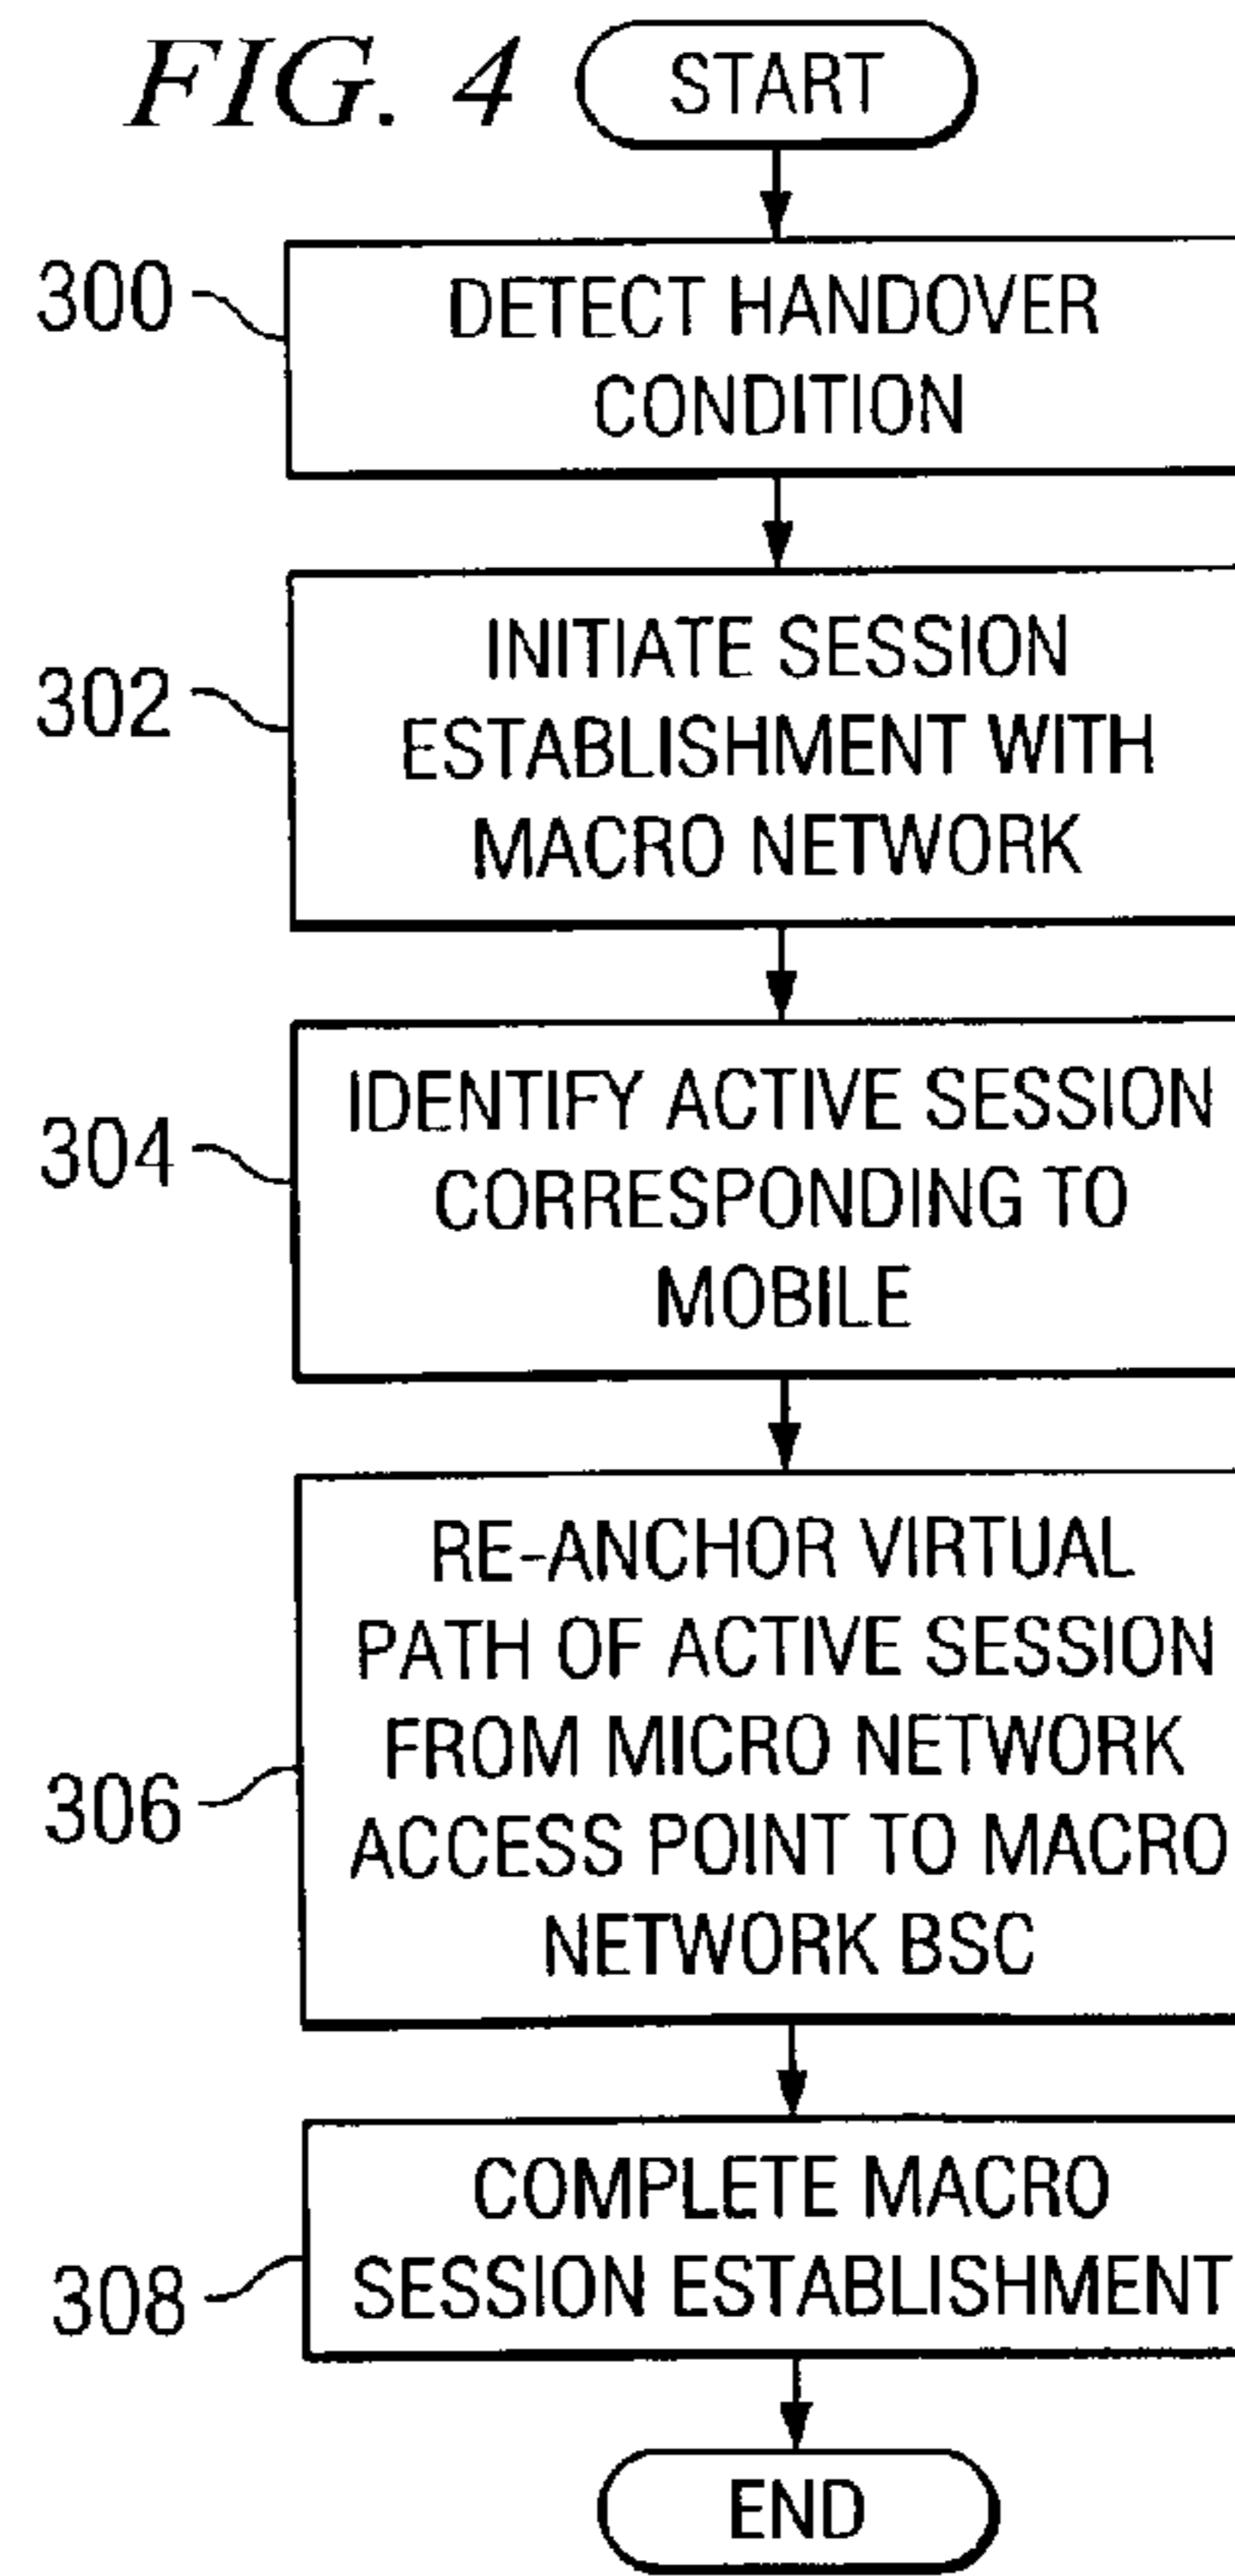 FIG. 4
START
300
DETECT HANDOVER
CONDITION
302
INITIATE SESSION
ESTABLISHMENT WITH
MACRO NETWORK
304
IDENTIFY ACTIVE SESSION
CORRESPONDING TO
MOBILE
306
RE-ANCHOR VIRTUAL
PATH OF ACTIVE SESSION
FROM MICRO NETWORK
ACCESS POINT TO MACRO
NETWORK BSC
308
COMPLETE MACRO
SESSION ESTABLISHMENT
END